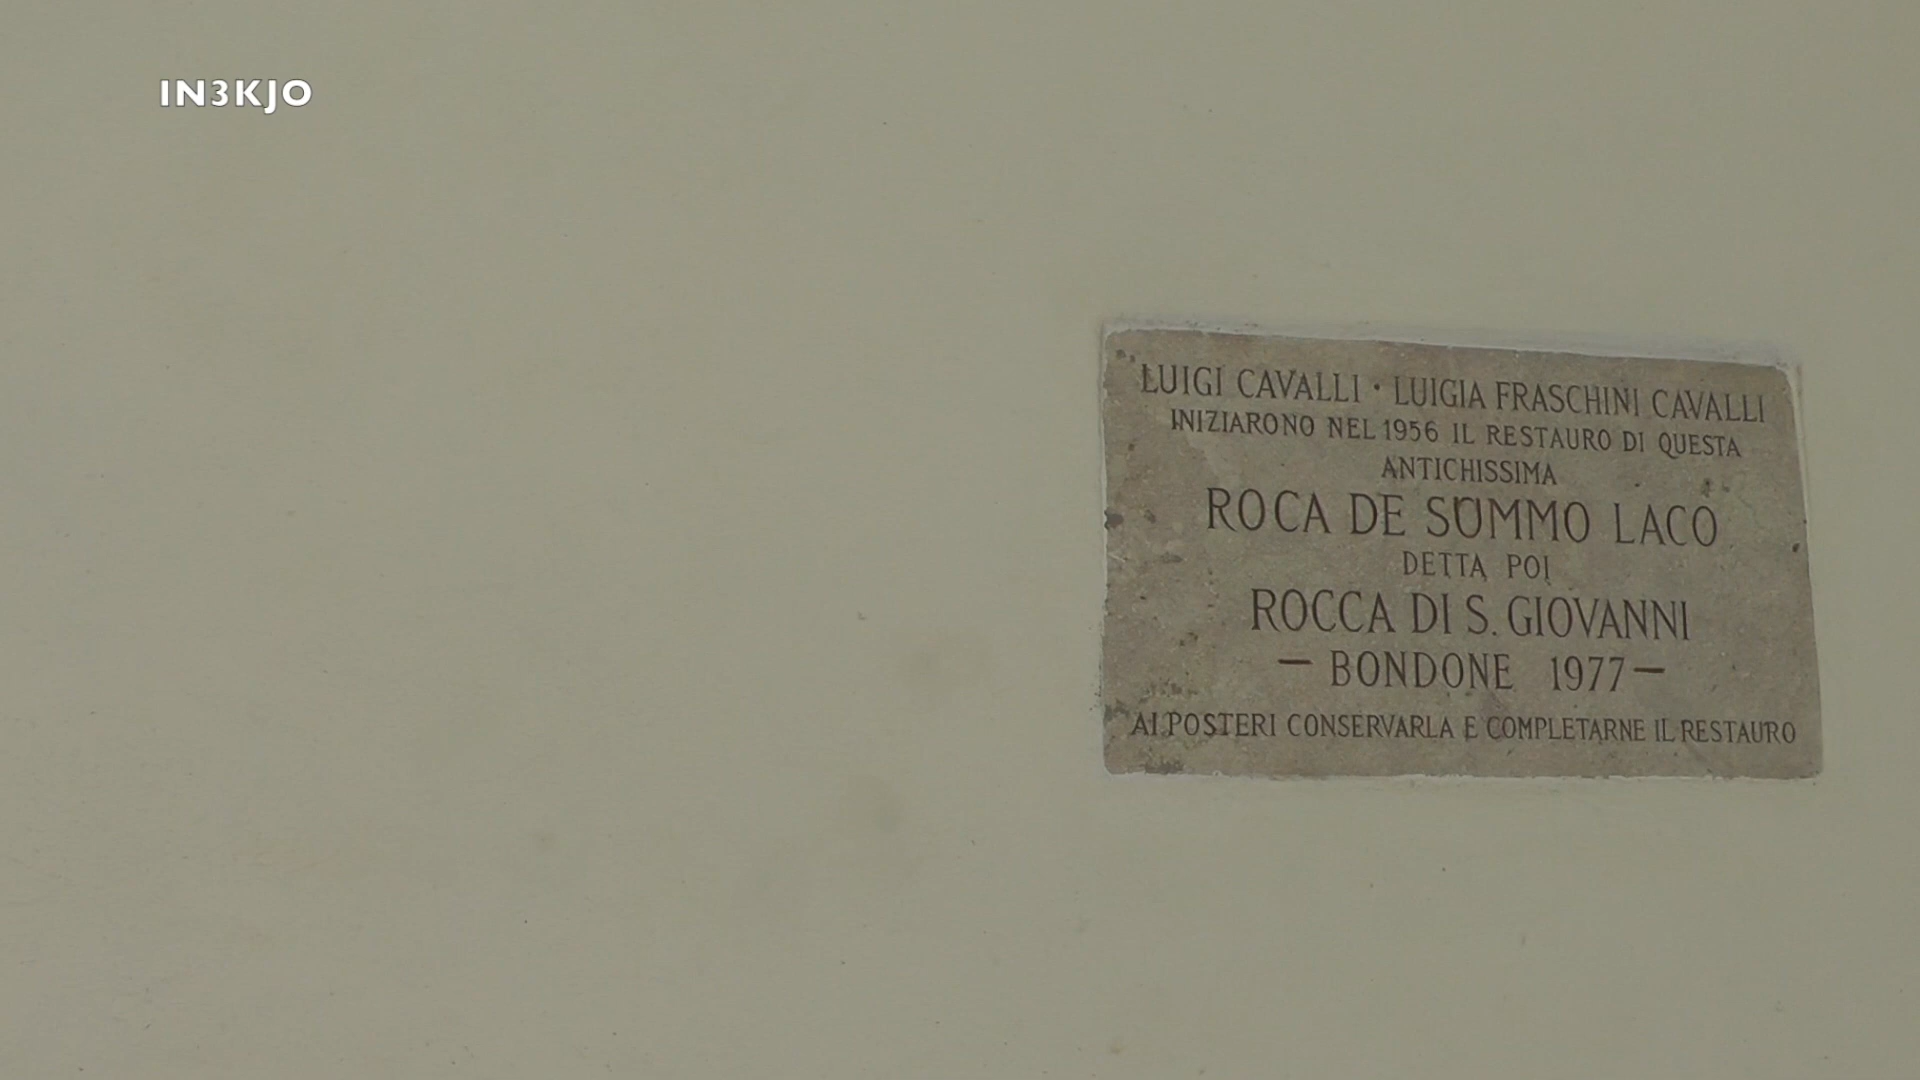 IN3KJO
LUIGI CAVALLI · LUIGIA FRASCHINI CAVALLI
INIZIARONO NEL 1956 IL RESTAURO DI QUESTA
ANTICHISSIMA
ROCA DE SOMMO LACO
DETTA POI
ROCCA DI S. GIOVANNI
— BONDONE 1977 —
AI POSTERI CONSERVARLA E COMPLETARNE IL RESTAURO